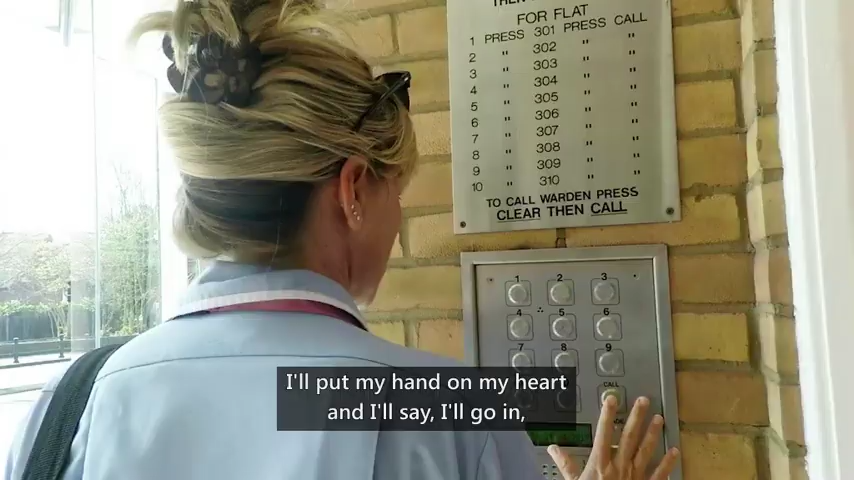 FOR FLAT
1 PRESS 301 PRESS CALL
2 " 302 "
3 " 303 "
4 " 304 "
5 " 305 "
6 " 306 "
7 " 307 "
8 " 308 "
9 " 309 "
10 " 310 "
TO CALL WARDEN PRESS
CLEAR THEN CALL
1 2 3
4 5 6
7 8 9
CALL
I'll put my hand on my heart
and I'll say, I'll go in,